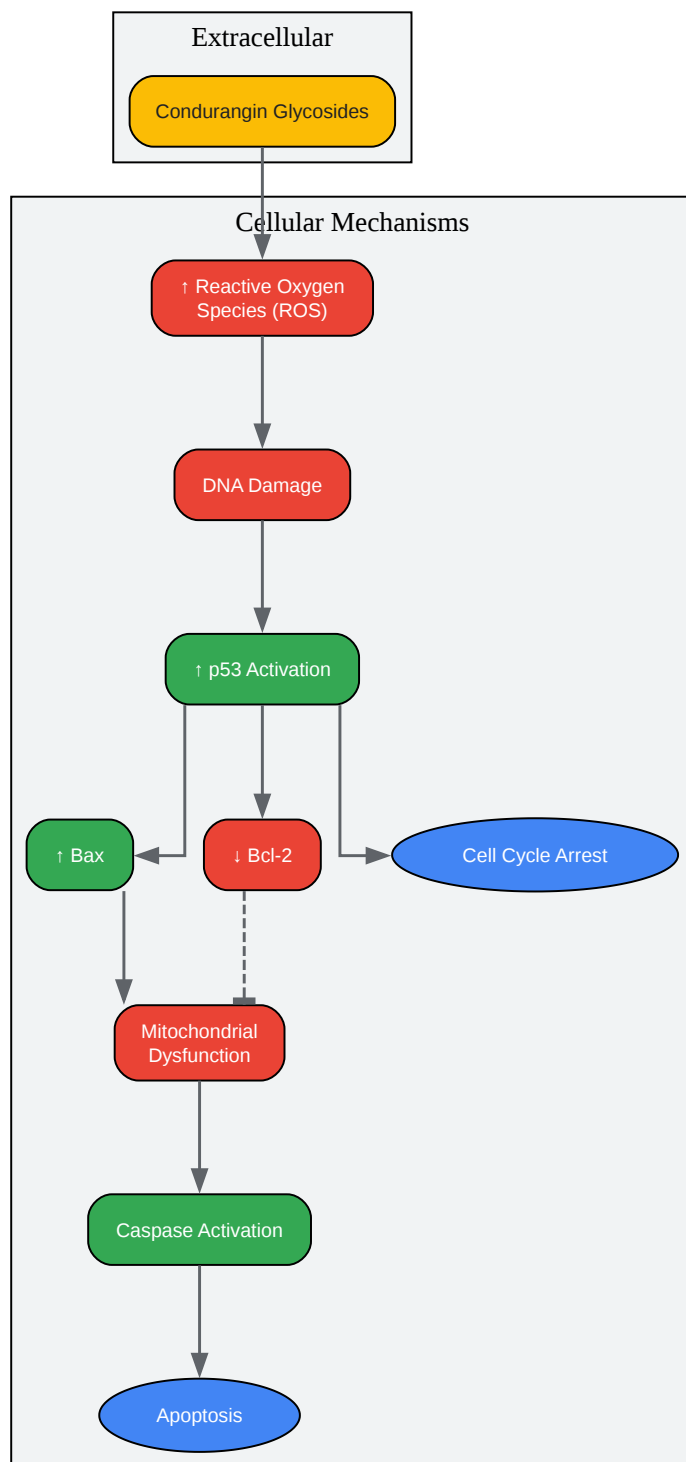 Extracellular
Condurangin Glycosides
Cellular Mechanisms
↑ Reactive Oxygen
Species (ROS)
DNA Damage
↑ p53 Activation
↑ Bax
↓ Bcl-2
Cell Cycle Arrest
Mitochondrial
Dysfunction
Caspase Activation
Apoptosis